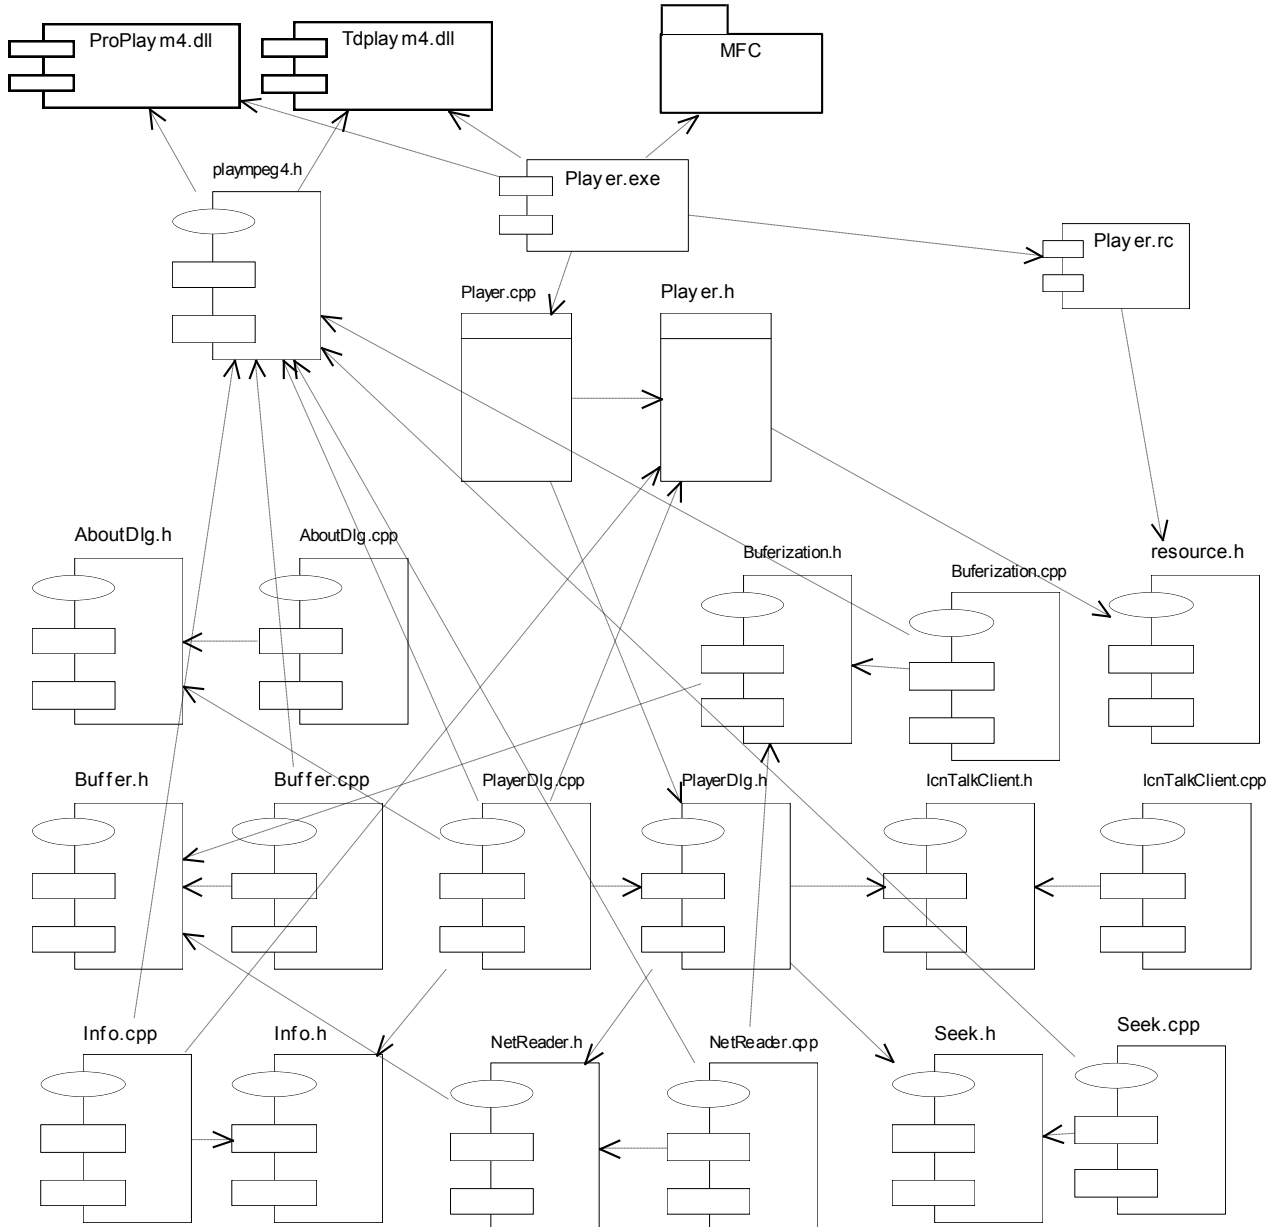 ProPlaym4.dll
Tdplaym4.dll
MFC
plaympeg4.h
Player.exe
Player.rc
Player.cpp
Player.h
AboutDlg.h
AboutDlg.cpp
Buferization.h
Buferization.cpp
resource.h
Buffer.h
Buffer.cpp
PlayerDlg.cpp
PlayerDlg.h
IcnTalkClient.h
IcnTalkClient.cpp
Info.cpp
Info.h
NetReader.h
NetReader.cpp
Seek.h
Seek.cpp